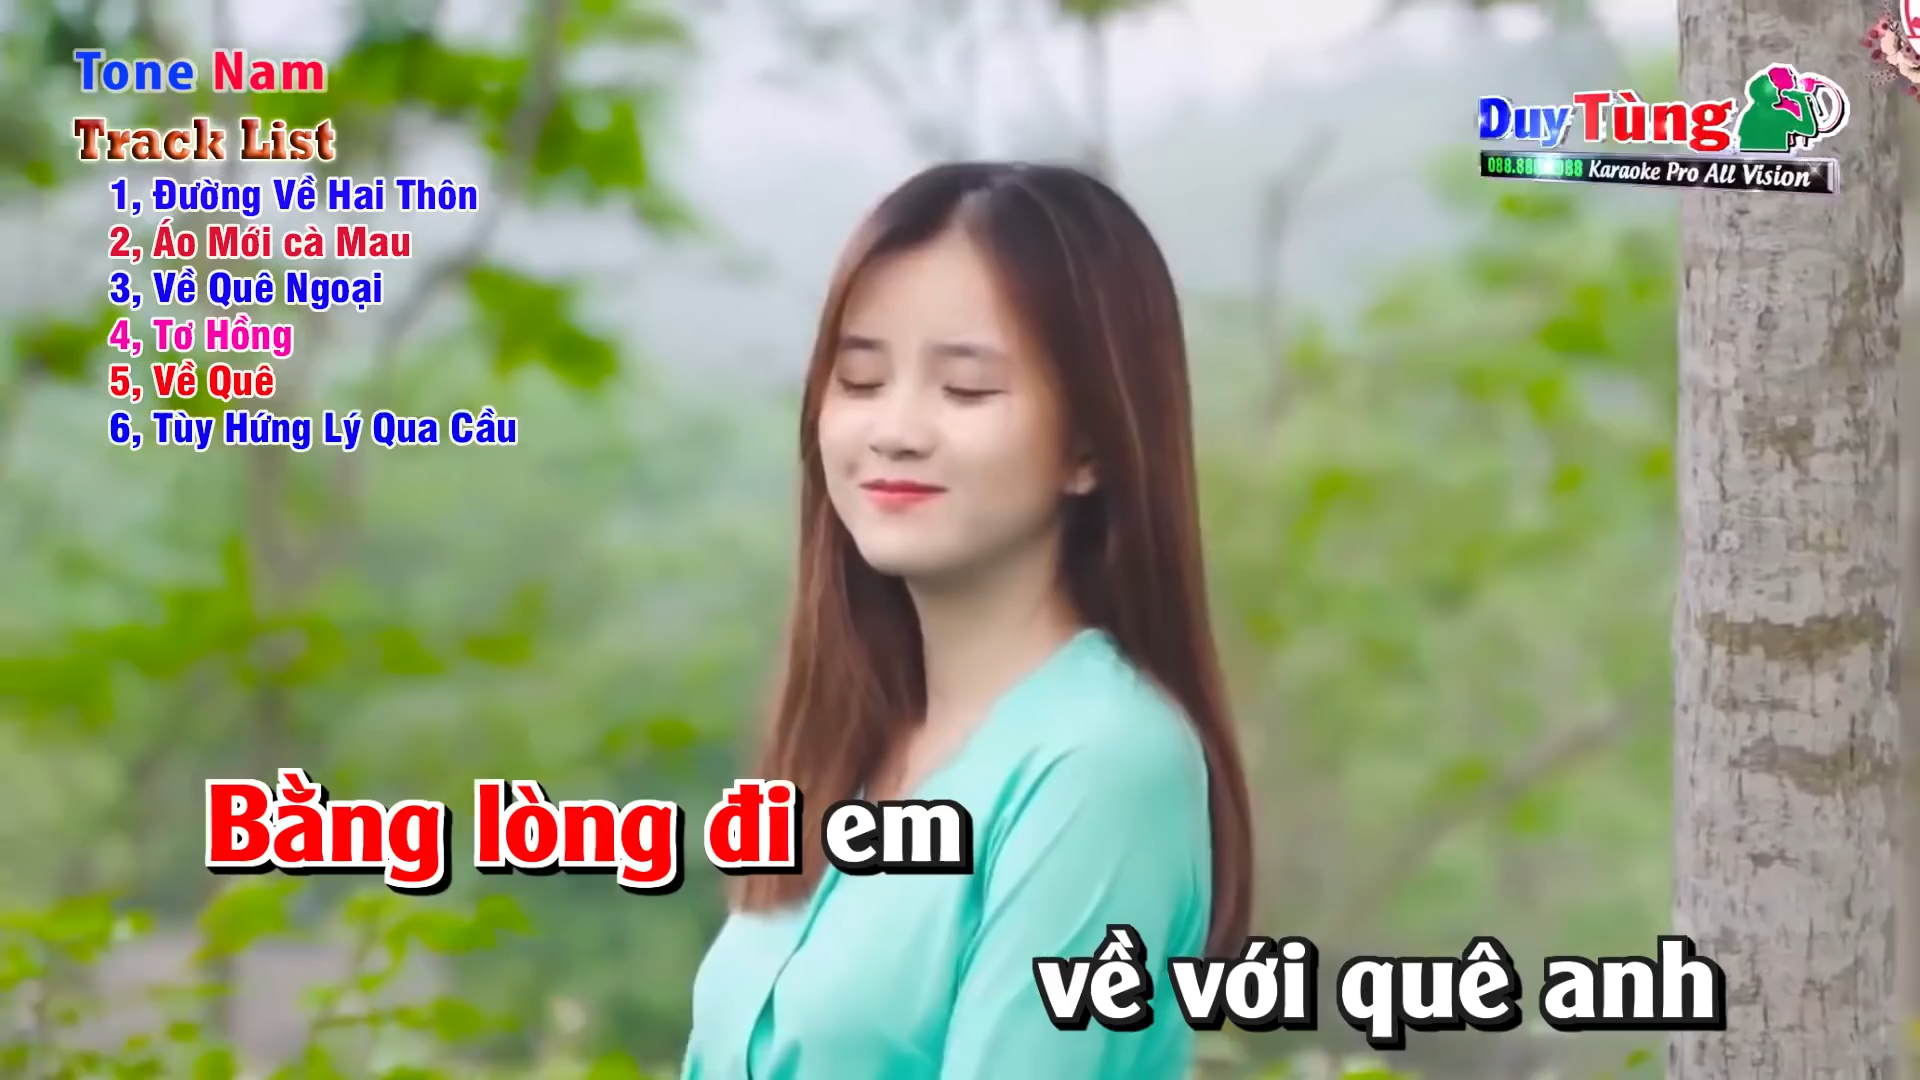 Tone Nam
Track List
1, Đường Về Hai Thôn
2, Áo Mới cà Mau
3, Về Quê Ngoại
4, Tơ Hồng
5, Về Quê
6, Tùy Hứng Lý Qua Cầu
Duy Tùng
Karaoke Pro All Vision
Bằng lòng đi em
về với quê anh